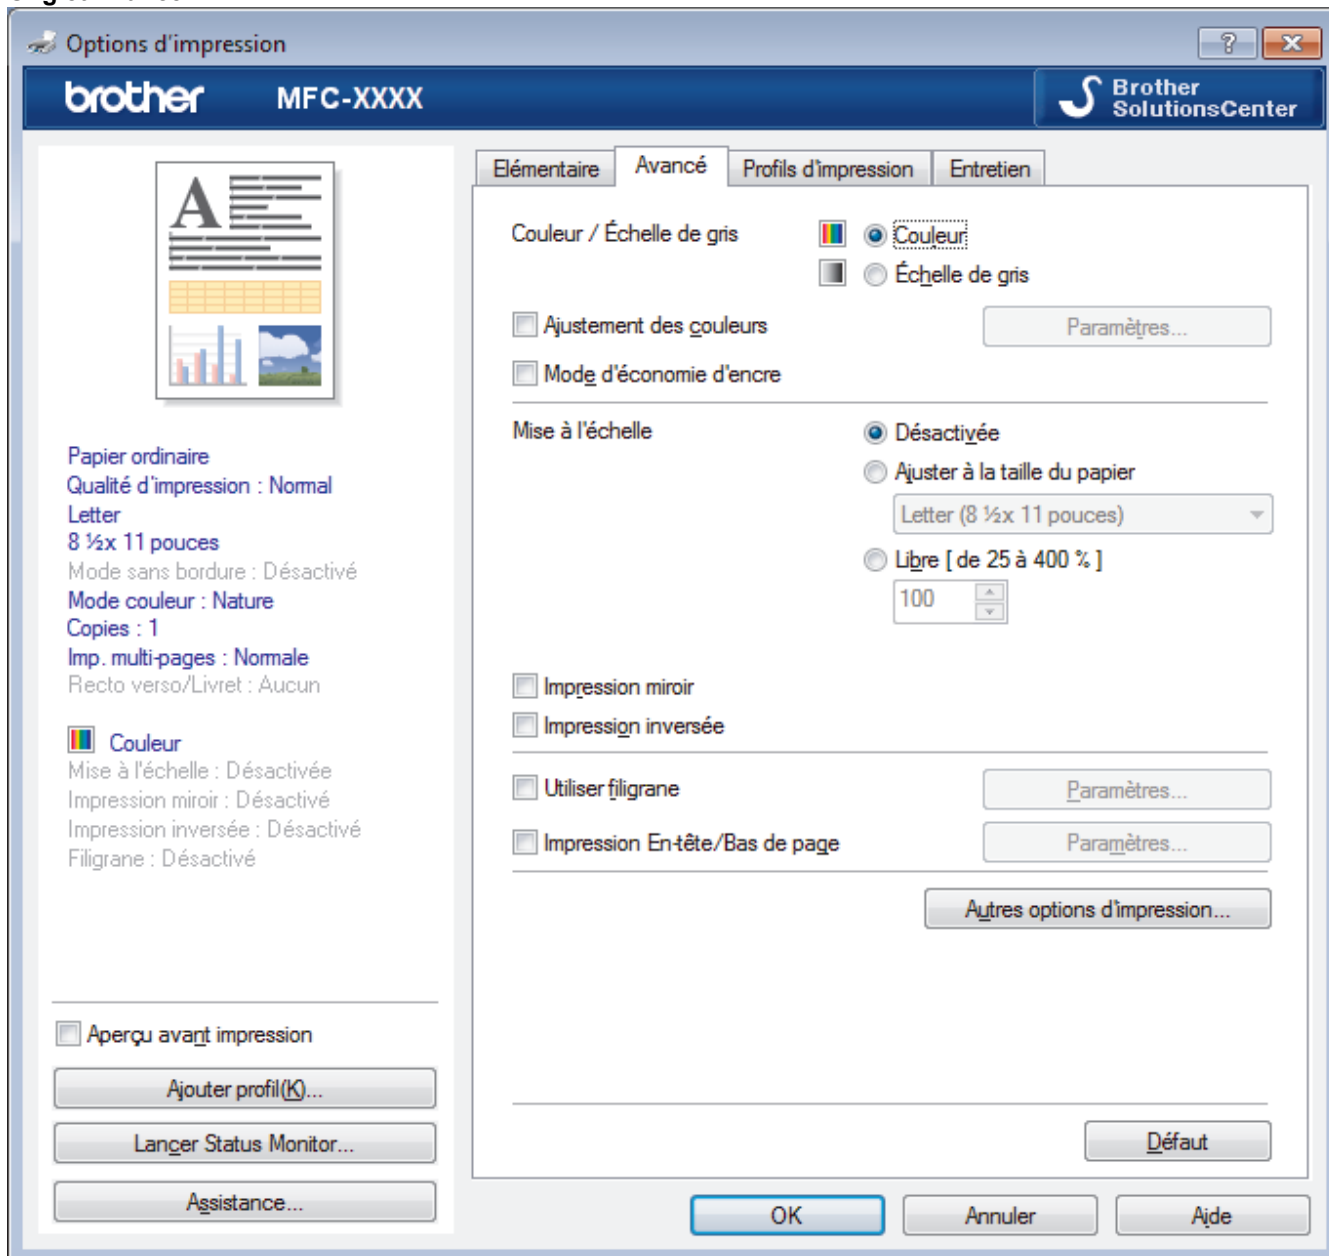 Options d'impression
brother MFC-XXXX
Brother
SolutionsCenter
A
Papier ordinaire
Qualité d'impression : Normal
Letter
8 ½x 11 pouces
Mode sans bordure : Désactivé
Mode couleur : Nature
Copies : 1
Imp. multi-pages : Normale
Recto verso/Livret : Aucun
Couleur
Mise à l'échelle : Désactivée
Impression miroir : Désactivé
Impression inversée : Désactivé
Filigrane : Désactivé
Aperçu avant impression
Ajouter profil(K)...
Lancer Status Monitor...
Assistance...
Elémentaire Avancé Profils d'impression Entretien
Couleur / Échelle de gris Couleur
Échelle de gris
Ajustement des couleurs Paramètres...
Mode d'économie d'encre
Mise à l'échelle Désactivée
Ajuster à la taille du papier
Letter (8 ½x 11 pouces)
Libre [ de 25 à 400 % ]
100
Impression miroir
Impression inversée
Utiliser filigrane Paramètres...
Impression En-tête/Bas de page Paramètres...
Autres options d'impression...
Défaut
OK Annuler Aide